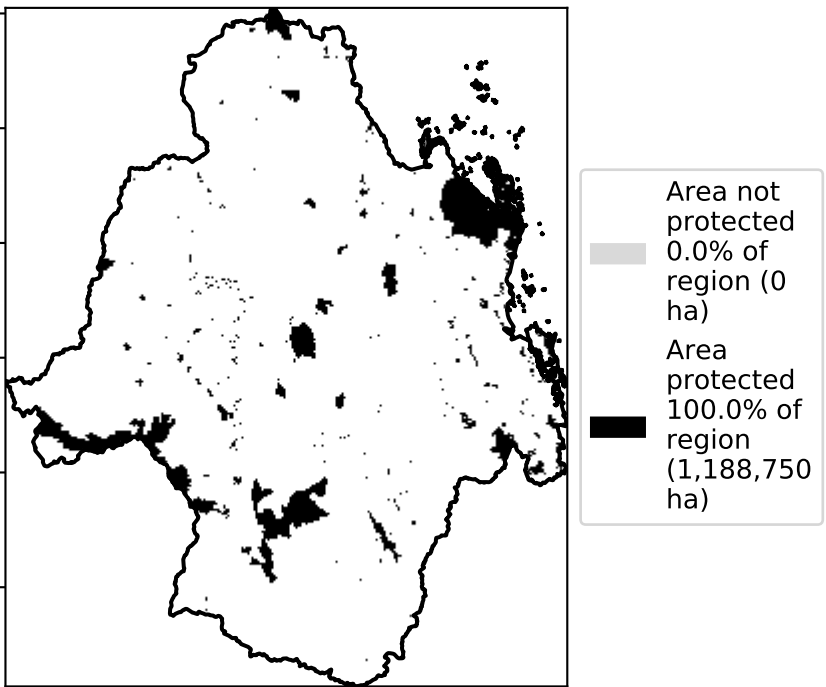 Area not
protected
0.0% of
region (0
ha)
Area
protected
100.0% of
region
(1,188,750
ha)